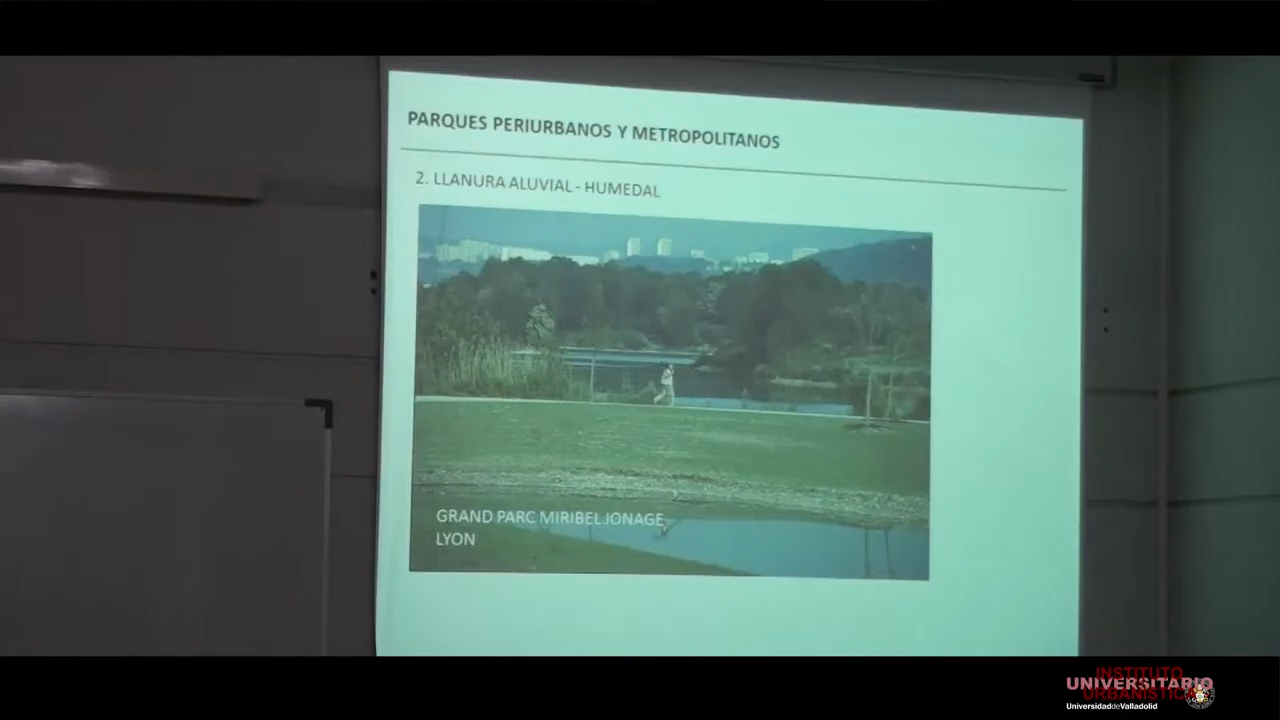 PARQUES PERIURBANOS Y METROPOLITANOS
2. LLANURA ALUVIAL - HUMEDAL
GRAND PARC MIRIBEL JONAGE
LYON
INSTITUTO
UNIVERSITARIO
URBANÍSTICA
UniversidaddeValladolid